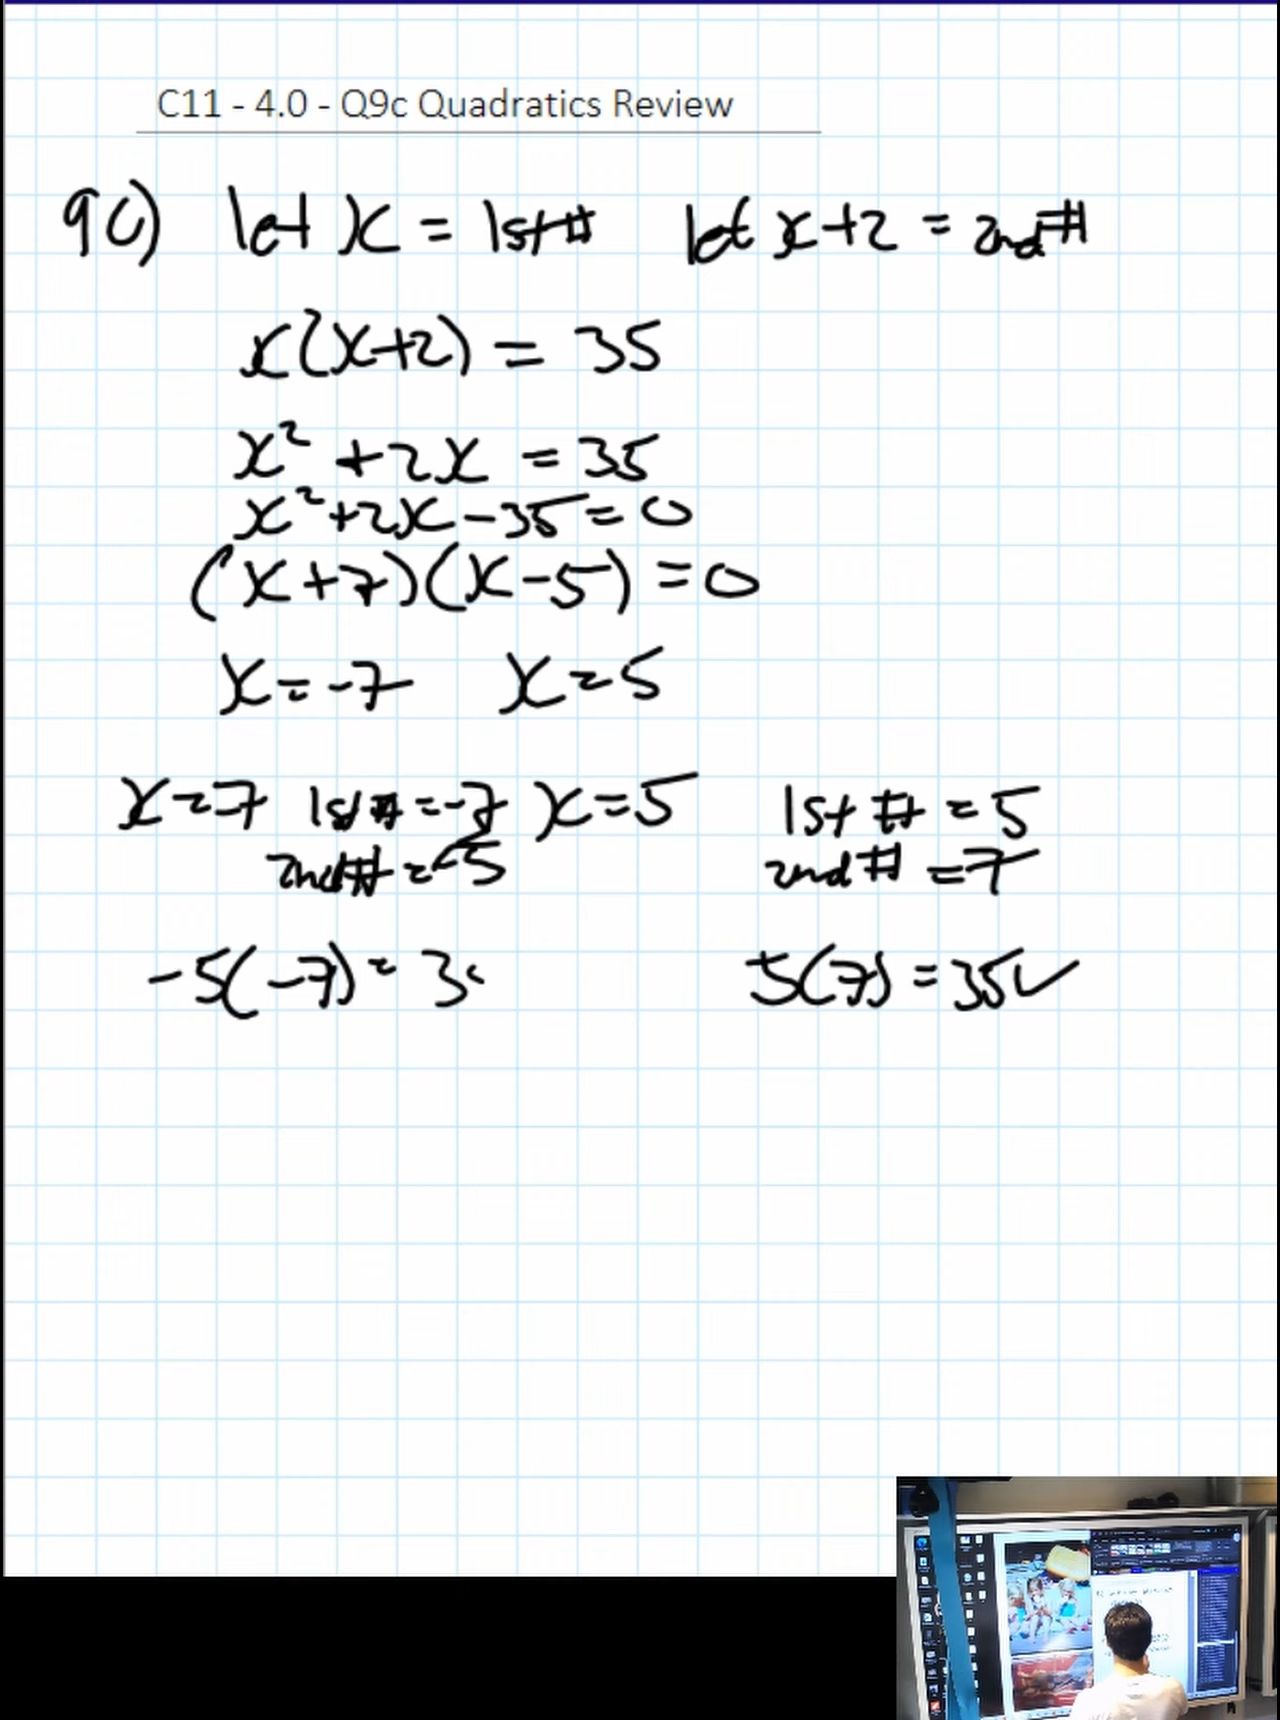 C11 - 4.0 - Q9c Quadratics Review
9c) let x = 1st # let x+2 = 2nd #
x(x+2) = 35
x² + 2x = 35
x²+2x-35=0
(x+7)(x-5)=0
x=-7 x=5
x=-7 1st # =-7 x=5 1st # =5
2nd # =-5 2nd # =7
-5(-7)= 3 5(7) = 35✓